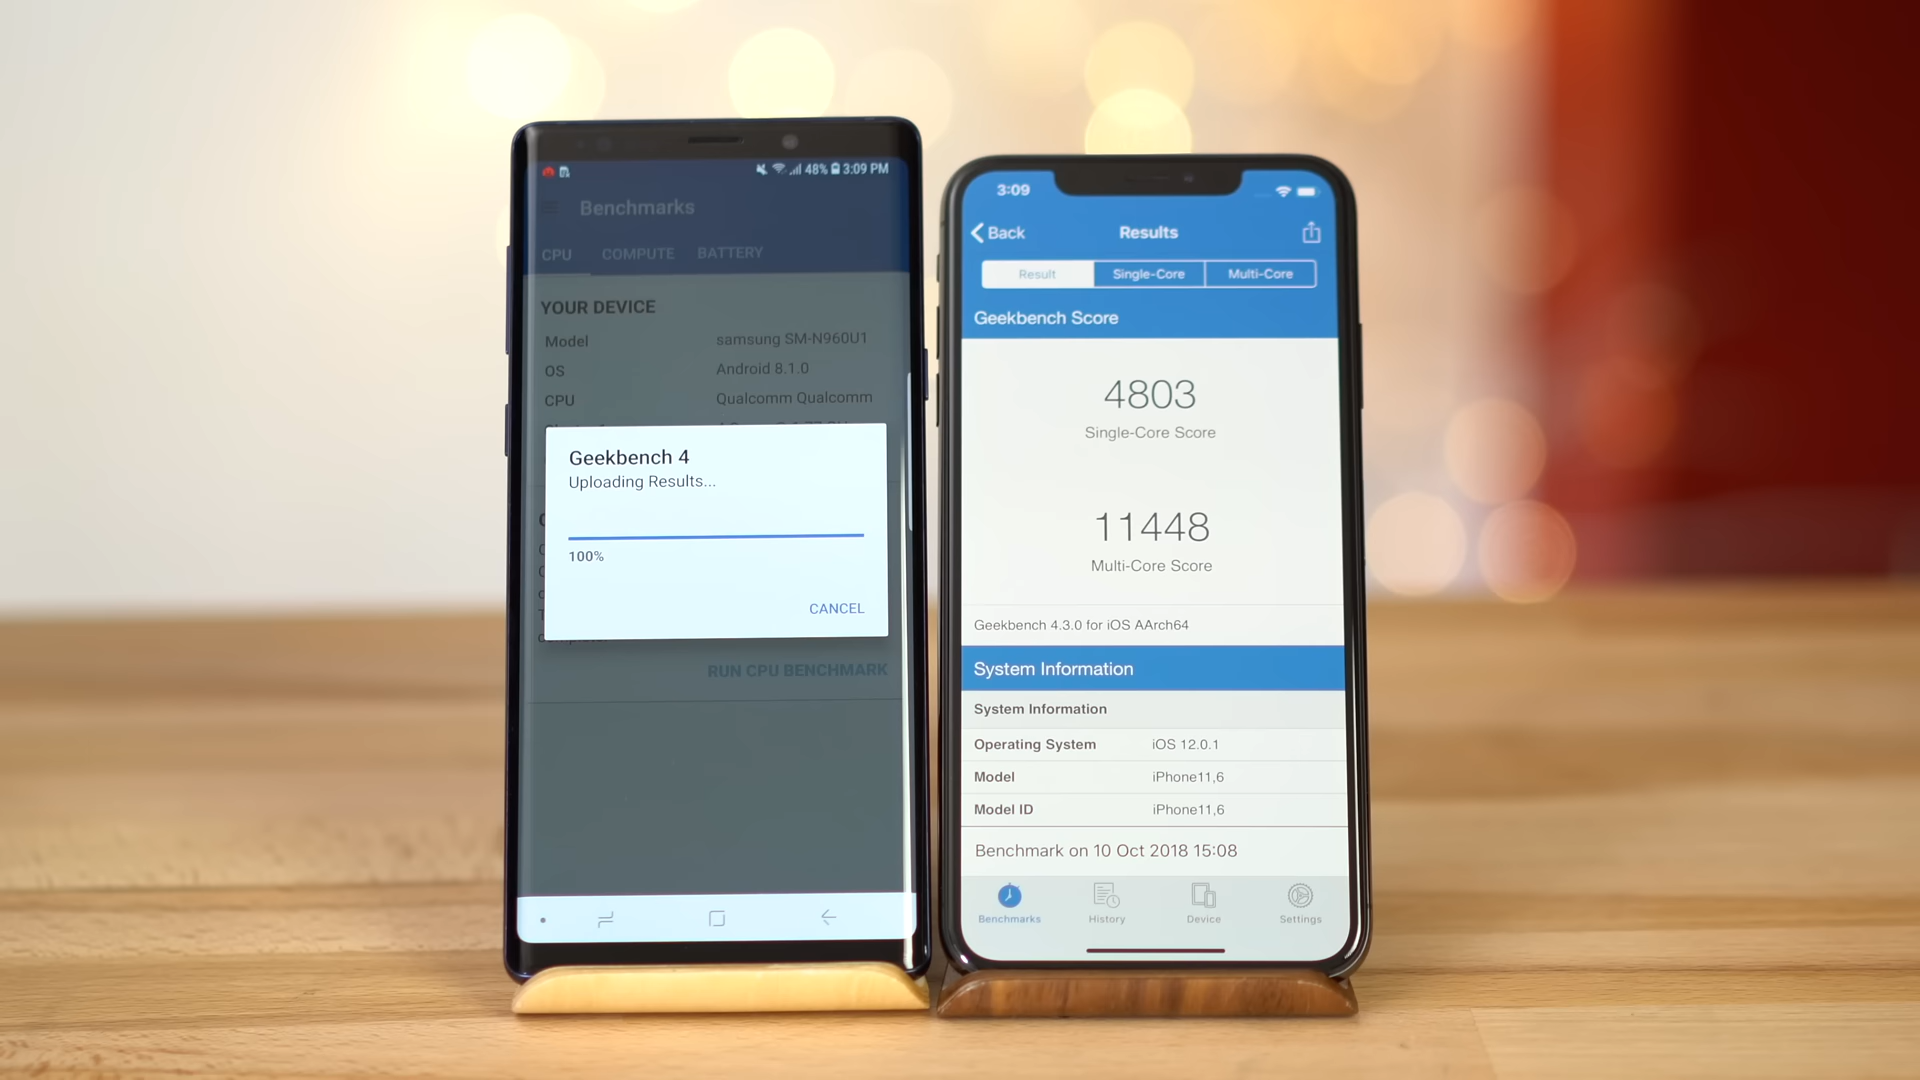 48% 3:09 PM
Benchmarks
CPU COMPUTE BATTERY
YOUR DEVICE
Model samsung SM-N960U1
OS Android 8.1.0
CPU Qualcomm Qualcomm
Geekbench 4
Uploading Results...
100%
CANCEL
RUN CPU BENCHMARK
3:09
Back Results
Result Single-Core Multi-Core
Geekbench Score
4803
Single-Core Score
11448
Multi-Core Score
Geekbench 4.3.0 for iOS AArch64
System Information
System Information
Operating System iOS 12.0.1
Model iPhone11,6
Model ID iPhone11,6
Benchmark on 10 Oct 2018 15:08
Benchmarks History Device Settings